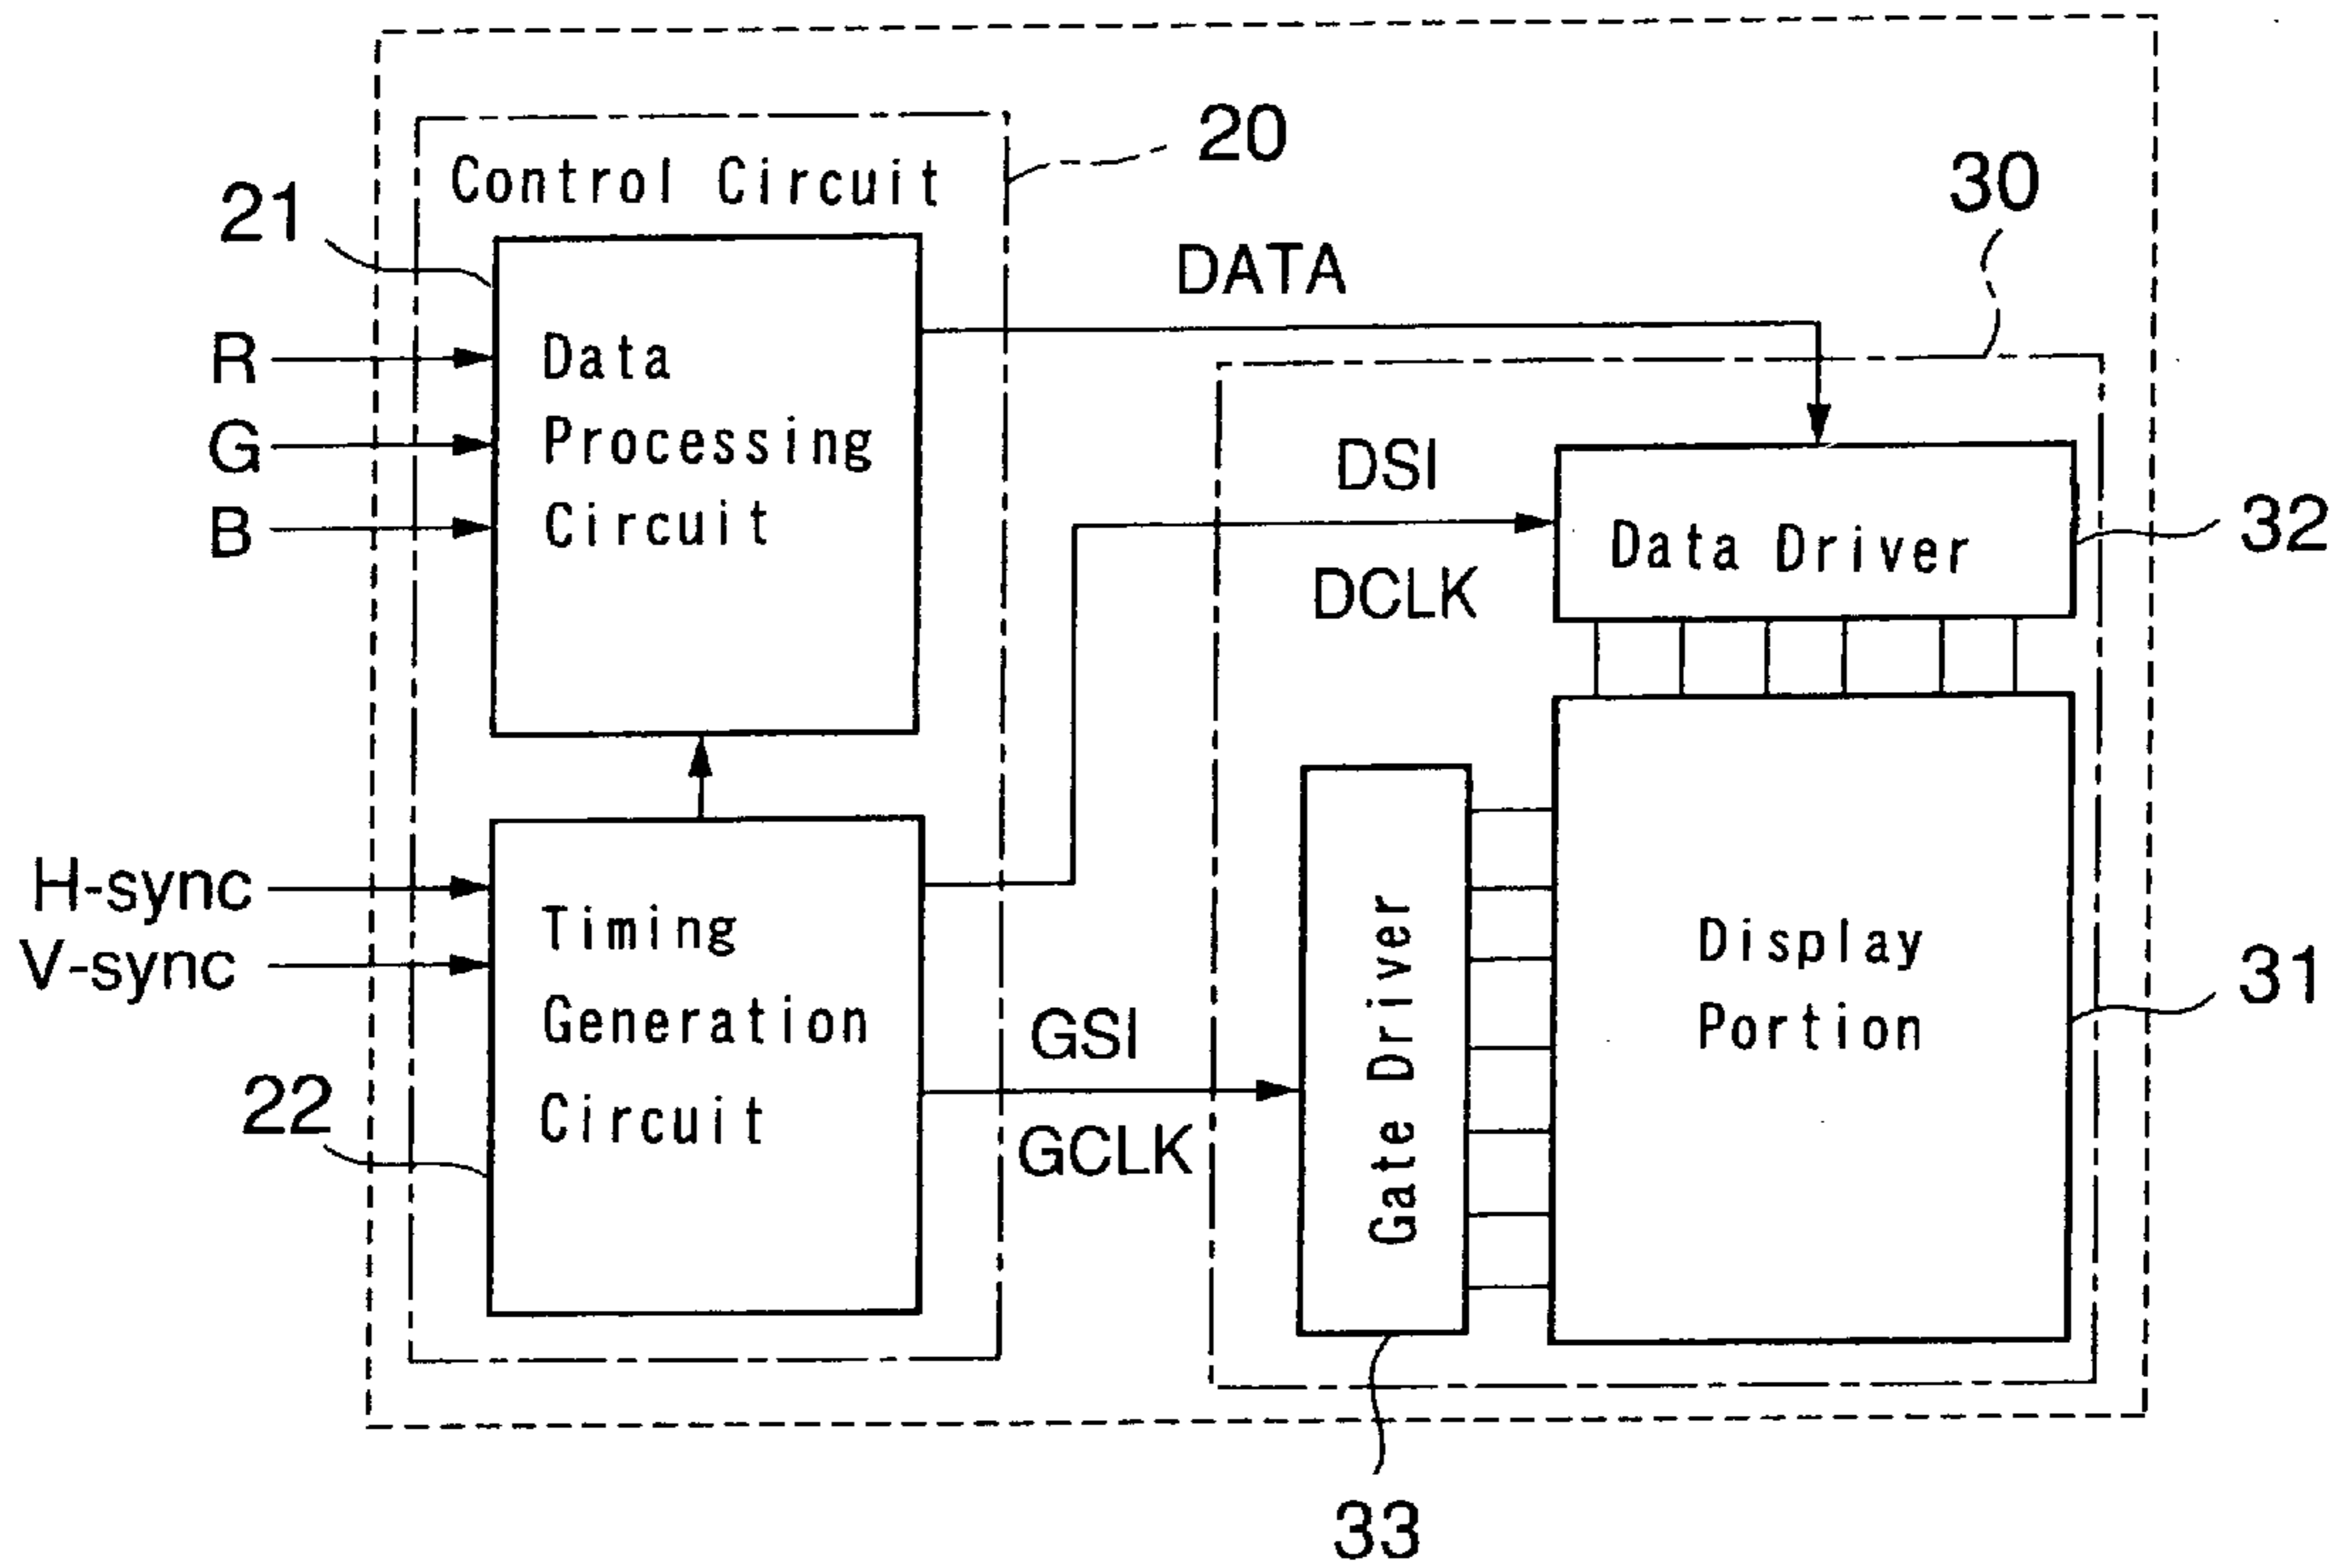 20
Control Circuit
30
21
DATA
R
Data
G
Processing
DSI
B
Circuit
Data Driver
32
DCLK
H-sync
Timing
Display
V-sync
31
Generation
GSI
Portion
Gate Driver
22
Circuit
GCLK
33